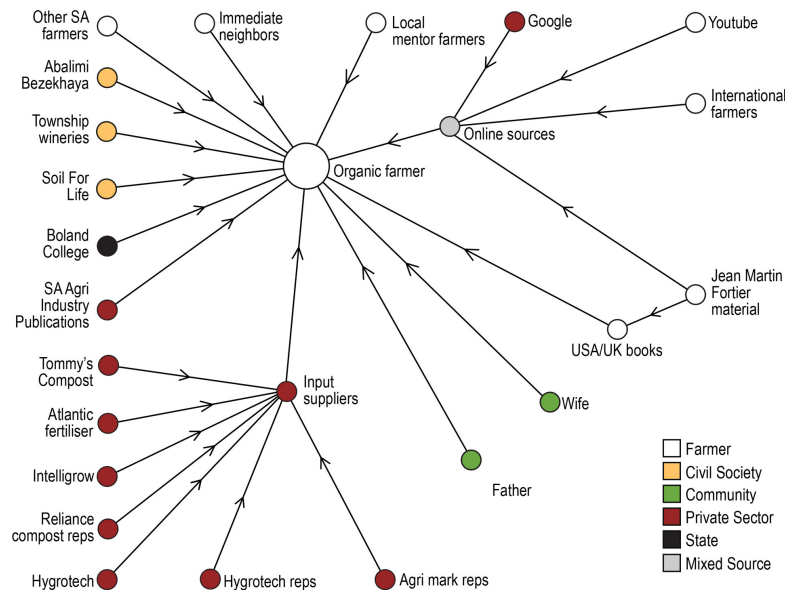 Other SA
farmers
Immediate
neighbors
Local
mentor farmers
Google
Youtube
Abalimi
Bezekhaya
International
farmers
Township
wineries
Online sources
Organic farmer
Soil For
Life
Boland
College
SA Agri
Industry
Publications
Jean Martin
Fortier
material
USA/UK books
Tommy's
Compost
Input
suppliers
Wife
Atlantic
fertiliser
Intelligrow
Father
Reliance
compost reps
Hygrotech
Hygrotech reps
Agri mark reps
Farmer
Civil Society
Community
Private Sector
State
Mixed Source